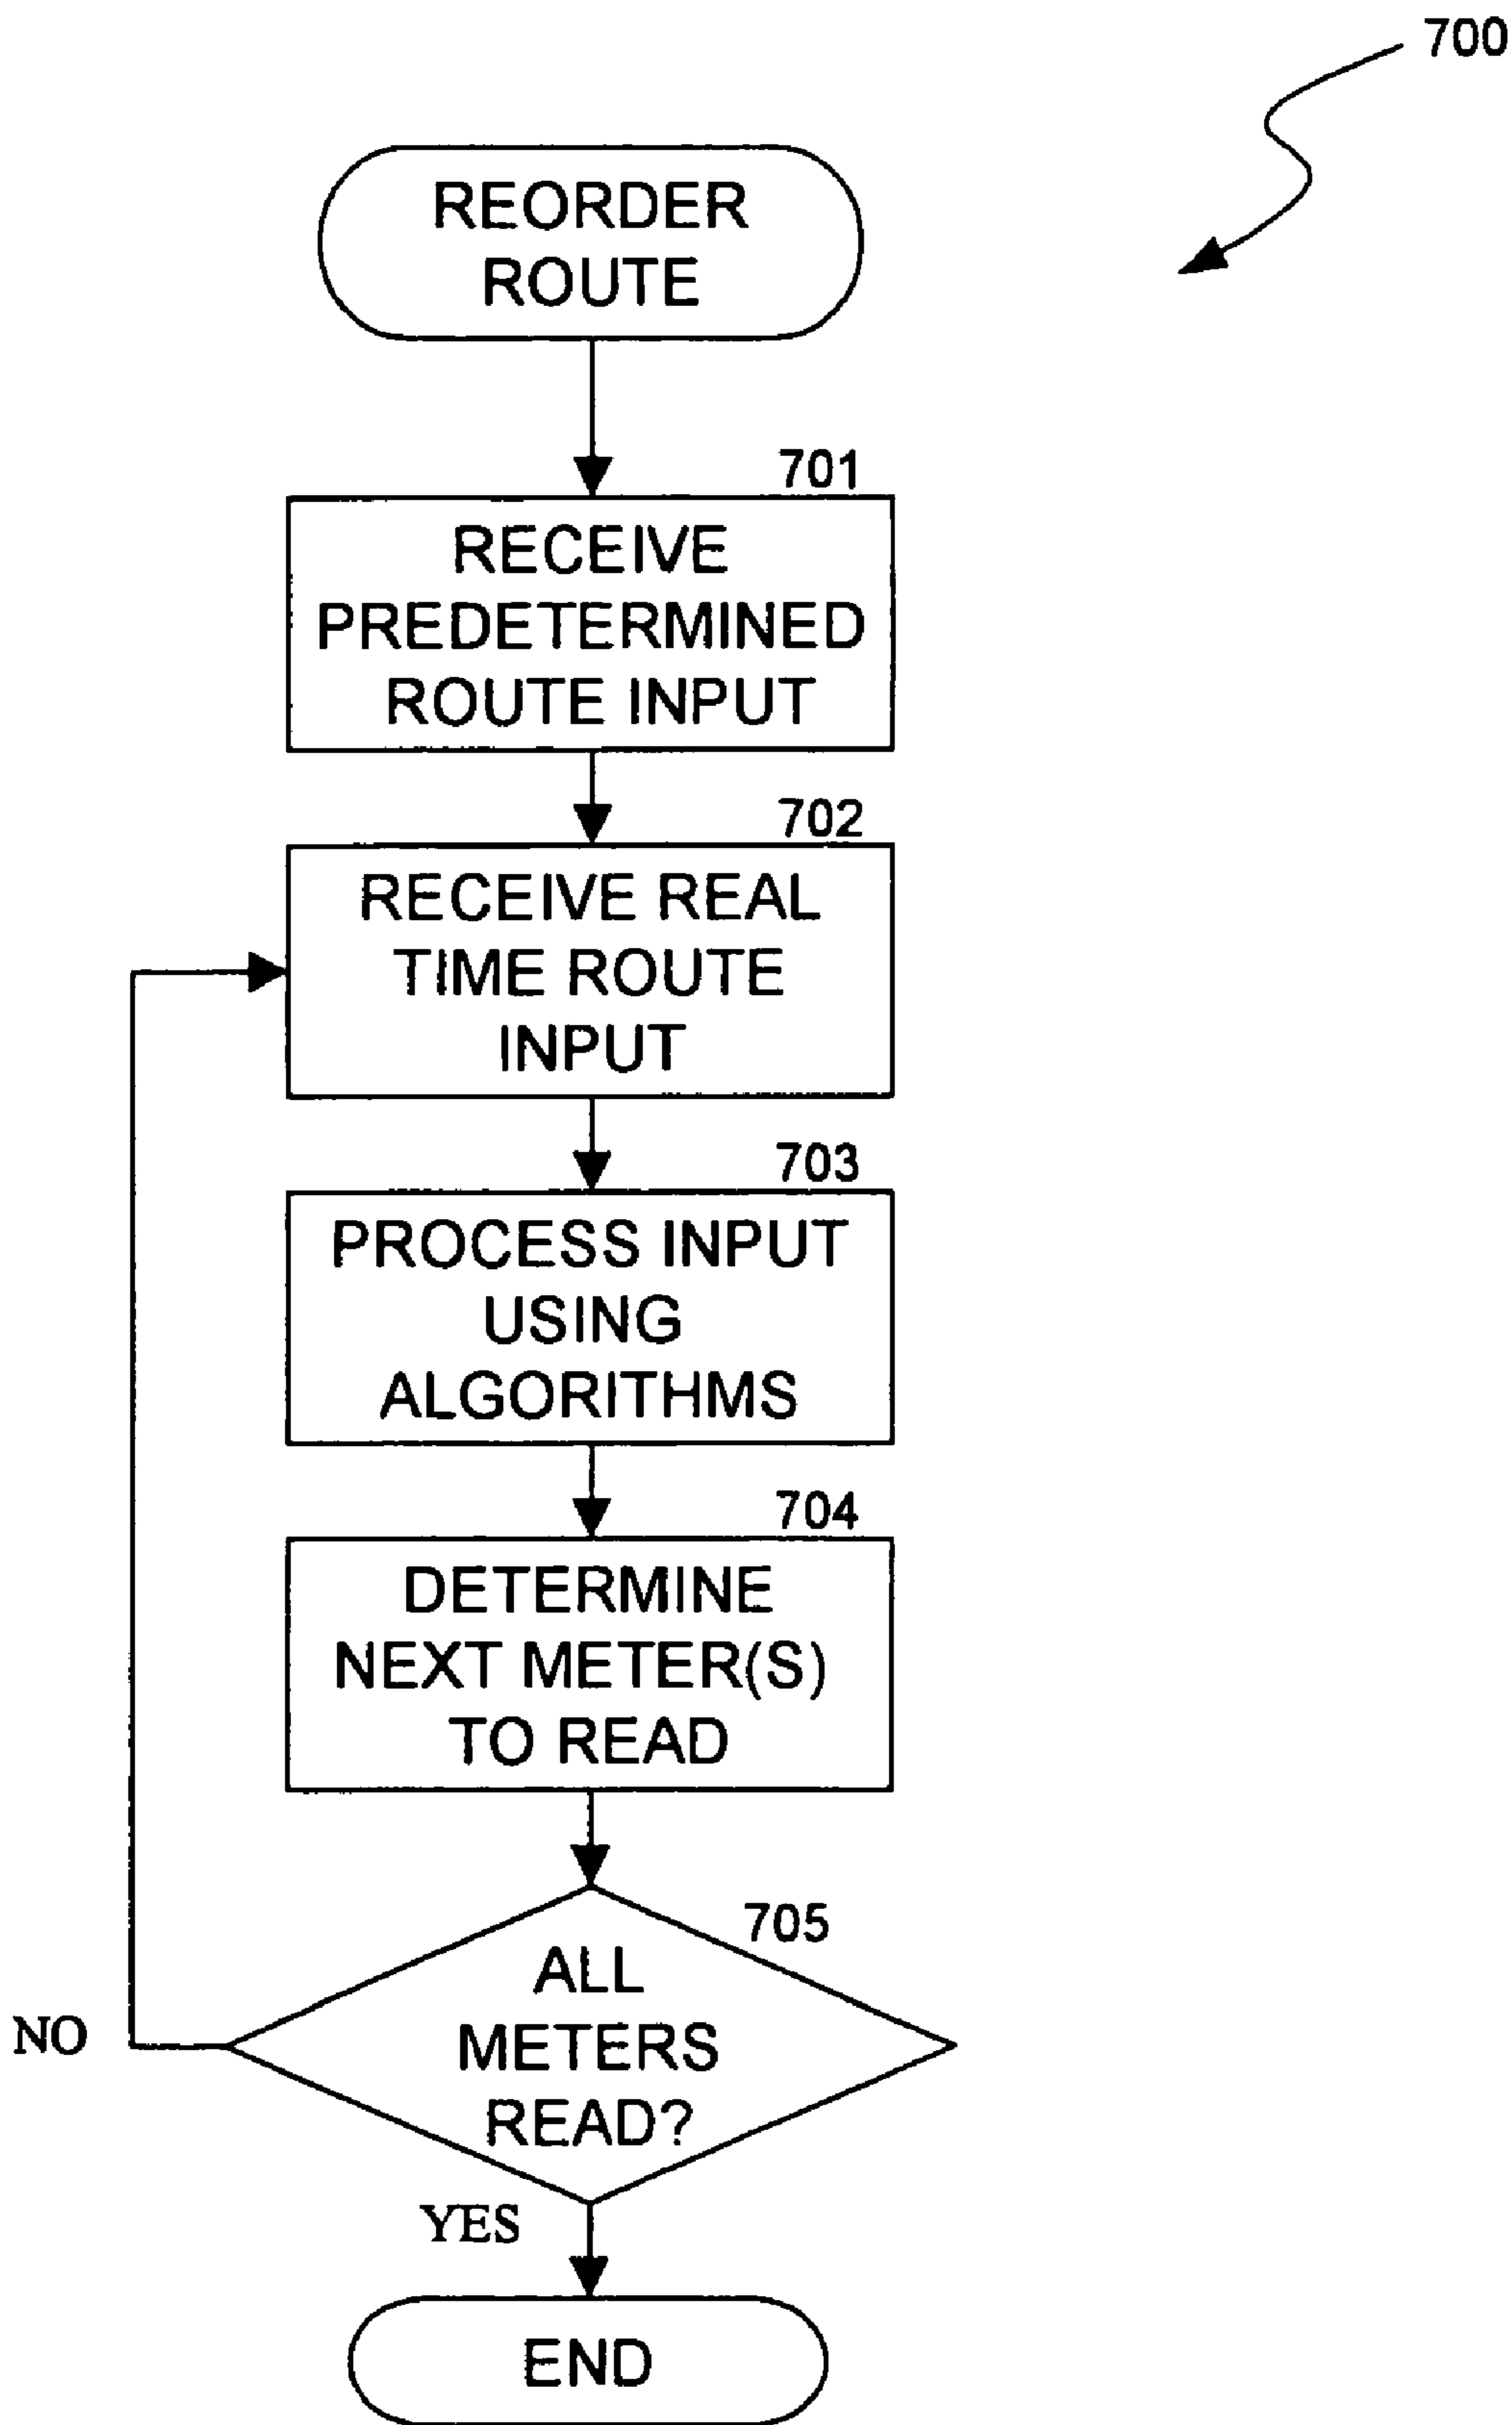 700
REORDER
ROUTE
701
RECEIVE
PREDETERMINED
ROUTE INPUT
702
RECEIVE REAL
TIME ROUTE
INPUT
703
PROCESS INPUT
USING
ALGORITHMS
704
DETERMINE
NEXT METER(S)
TO READ
705
ALL
METERS
READ?
NO
YES
END